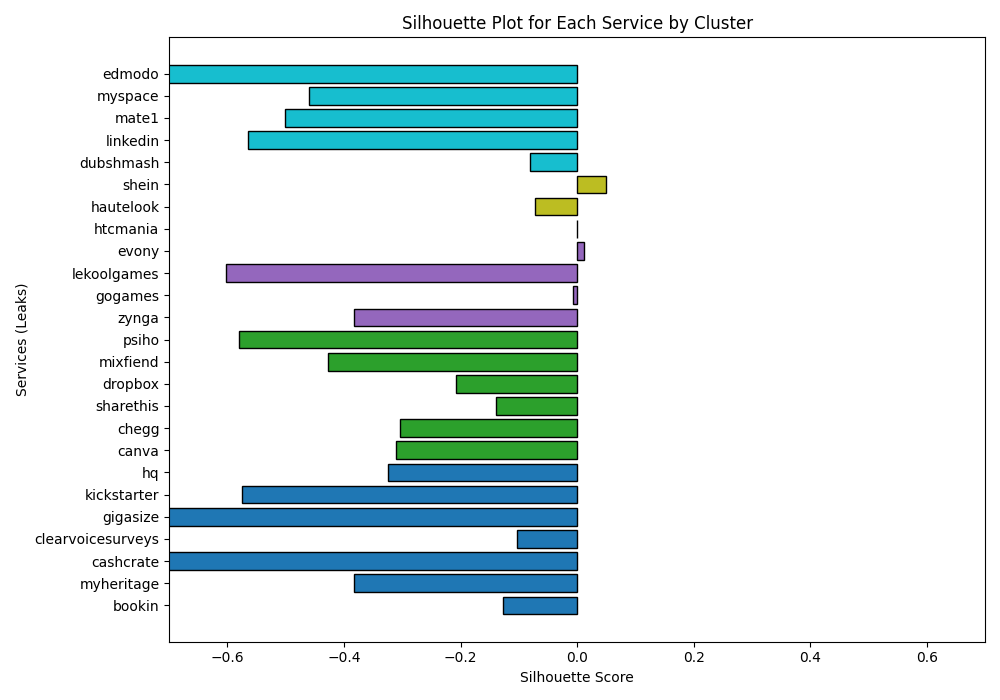 Silhouette Plot for Each Service by Cluster
Services (Leaks)
edmodo
myspace
mate1
linkedin
dubshmash
shein
hautelook
htcmania
evony
lekoolgames
gogames
zynga
psiho
mixfiend
dropbox
sharethis
chegg
canva
hq
kickstarter
gigasize
clearvoicesurveys
cashcrate
myheritage
bookin
−0.6 −0.4 −0.2 0.0 0.2 0.4 0.6
Silhouette Score